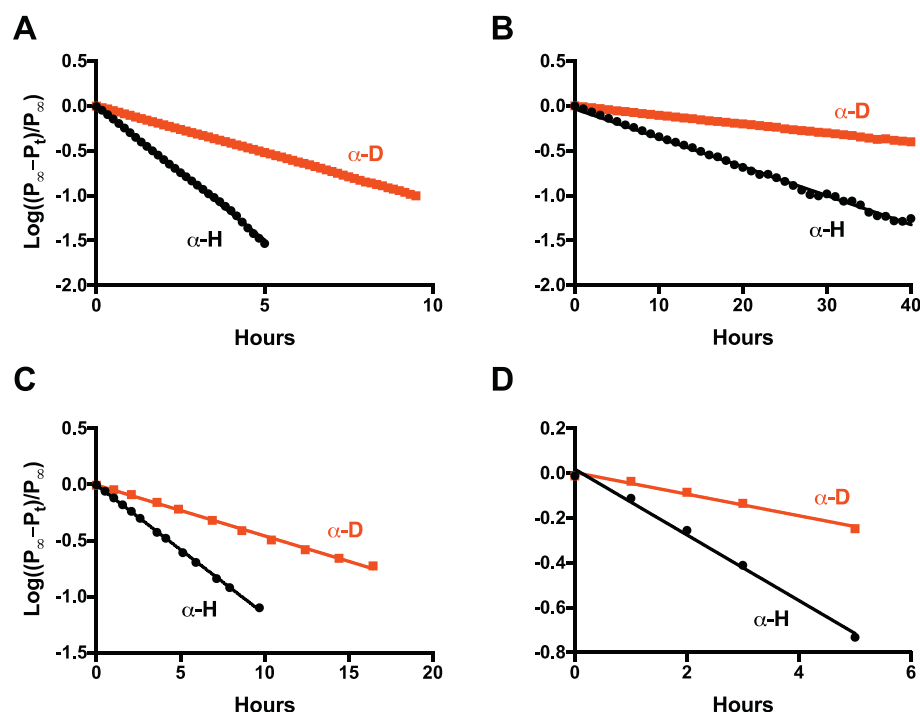 A
Log((P∞−Pt)/P∞)
0.5
0.0
-0.5
-1.0
-1.5
-2.0
α-D
α-H
0 5 10
Hours
B
0.5
0.0
-0.5
-1.0
-1.5
-2.0
α-D
α-H
0 10 20 30 40
Hours
C
Log((P∞−Pt)/P∞)
0.5
0.0
-0.5
-1.0
-1.5
α-D
α-H
0 5 10 15 20
Hours
D
0.2
0.0
-0.2
-0.4
-0.6
-0.8
α-D
α-H
0 2 4 6
Hours